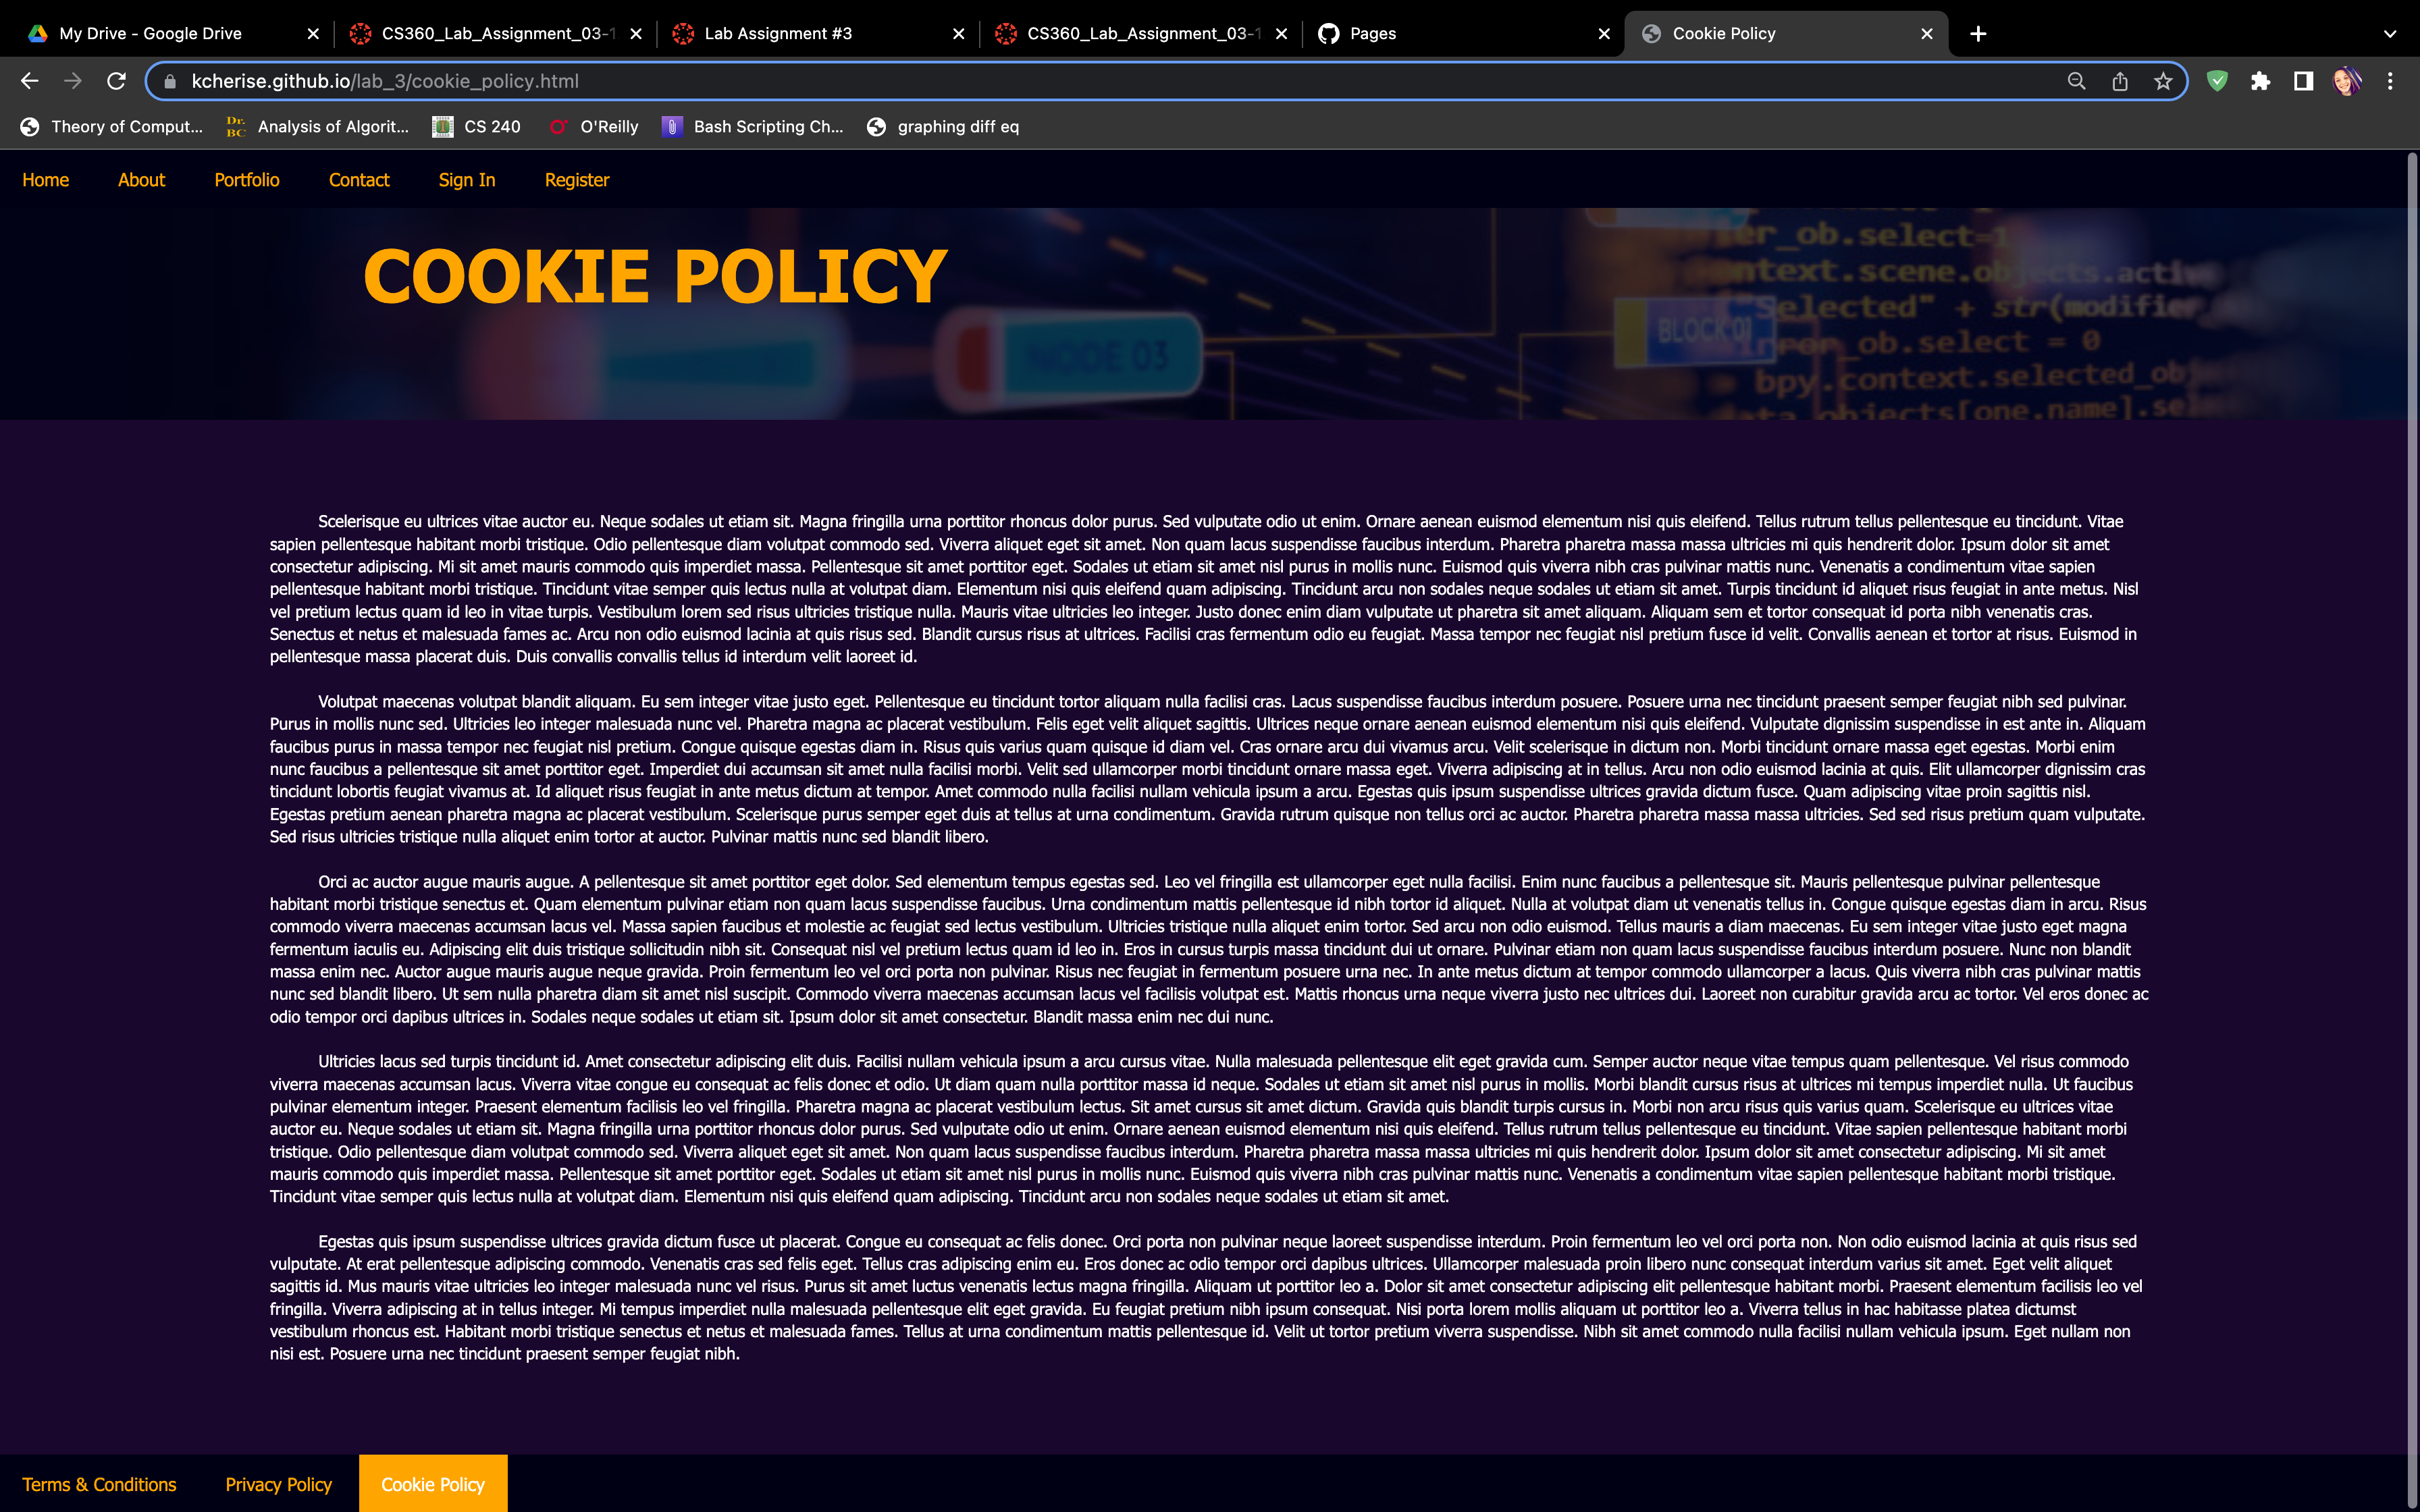 My Drive - Google Drive
CS360_Lab_Assignment_03-1
Lab Assignment #3
CS360_Lab_Assignment_03-1
Pages
Cookie Policy
kcherise.github.io/lab_3/cookie_policy.html
Theory of Comput...
Dr. BC
Analysis of Algorit...
CS 240
O'Reilly
Bash Scripting Ch...
graphing diff eq
Home
About
Portfolio
Contact
Sign In
Register
COOKIE POLICY
er_ob.select=1
ntext.scene.objects.active
"Selected" + str(modifier
BLOCK 01
NODE 03
rror_ob.select = 0
bpy.context.selected_ob
data.objects[one.name].sel
Scelerisque eu ultrices vitae auctor eu. Neque sodales ut etiam sit. Magna fringilla urna porttitor rhoncus dolor purus. Sed vulputate odio ut enim. Ornare aenean euismod elementum nisi quis eleifend. Tellus rutrum tellus pellentesque eu tincidunt. Vitae
sapien pellentesque habitant morbi tristique. Odio pellentesque diam volutpat commodo sed. Viverra aliquet eget sit amet. Non quam lacus suspendisse faucibus interdum. Pharetra pharetra massa massa ultricies mi quis hendrerit dolor. Ipsum dolor sit amet
consectetur adipiscing. Mi sit amet mauris commodo quis imperdiet massa. Pellentesque sit amet porttitor eget. Sodales ut etiam sit amet nisl purus in mollis nunc. Euismod quis viverra nibh cras pulvinar mattis nunc. Venenatis a condimentum vitae sapien
pellentesque habitant morbi tristique. Tincidunt vitae semper quis lectus nulla at volutpat diam. Elementum nisi quis eleifend quam adipiscing. Tincidunt arcu non sodales neque sodales ut etiam sit amet. Turpis tincidunt id aliquet risus feugiat in ante metus. Nisl
vel pretium lectus quam id leo in vitae turpis. Vestibulum lorem sed risus ultricies tristique nulla. Mauris vitae ultricies leo integer. Justo donec enim diam vulputate ut pharetra sit amet aliquam. Aliquam sem et tortor consequat id porta nibh venenatis cras.
Senectus et netus et malesuada fames ac. Arcu non odio euismod lacinia at quis risus sed. Blandit cursus risus at ultrices. Facilisi cras fermentum odio eu feugiat. Massa tempor nec feugiat nisl pretium fusce id velit. Convallis aenean et tortor at risus. Euismod in
pellentesque massa placerat duis. Duis convallis convallis tellus id interdum velit laoreet id.
Volutpat maecenas volutpat blandit aliquam. Eu sem integer vitae justo eget. Pellentesque eu tincidunt tortor aliquam nulla facilisi cras. Lacus suspendisse faucibus interdum posuere. Posuere urna nec tincidunt praesent semper feugiat nibh sed pulvinar.
Purus in mollis nunc sed. Ultricies leo integer malesuada nunc vel. Pharetra magna ac placerat vestibulum. Felis eget velit aliquet sagittis. Ultrices neque ornare aenean euismod elementum nisi quis eleifend. Vulputate dignissim suspendisse in est ante in. Aliquam
faucibus purus in massa tempor nec feugiat nisl pretium. Congue quisque egestas diam in. Risus quis varius quam quisque id diam vel. Cras ornare arcu dui vivamus arcu. Velit scelerisque in dictum non. Morbi tincidunt ornare massa eget egestas. Morbi enim
nunc faucibus a pellentesque sit amet porttitor eget. Imperdiet dui accumsan sit amet nulla facilisi morbi. Velit sed ullamcorper morbi tincidunt ornare massa eget. Viverra adipiscing at in tellus. Arcu non odio euismod lacinia at quis. Elit ullamcorper dignissim cras
tincidunt lobortis feugiat vivamus at. Id aliquet risus feugiat in ante metus dictum at tempor. Amet commodo nulla facilisi nullam vehicula ipsum a arcu. Egestas quis ipsum suspendisse ultrices gravida dictum fusce. Quam adipiscing vitae proin sagittis nisl.
Egestas pretium aenean pharetra magna ac placerat vestibulum. Scelerisque purus semper eget duis at tellus at urna condimentum. Gravida rutrum quisque non tellus orci ac auctor. Pharetra pharetra massa massa ultricies. Sed sed risus pretium quam vulputate.
Sed risus ultricies tristique nulla aliquet enim tortor at auctor. Pulvinar mattis nunc sed blandit libero.
Orci ac auctor augue mauris augue. A pellentesque sit amet porttitor eget dolor. Sed elementum tempus egestas sed. Leo vel fringilla est ullamcorper eget nulla facilisi. Enim nunc faucibus a pellentesque sit. Mauris pellentesque pulvinar pellentesque
habitant morbi tristique senectus et. Quam elementum pulvinar etiam non quam lacus suspendisse faucibus. Urna condimentum mattis pellentesque id nibh tortor id aliquet. Nulla at volutpat diam ut venenatis tellus in. Congue quisque egestas diam in arcu. Risus
commodo viverra maecenas accumsan lacus vel. Massa sapien faucibus et molestie ac feugiat sed lectus vestibulum. Ultricies tristique nulla aliquet enim tortor. Sed arcu non odio euismod. Tellus mauris a diam maecenas. Eu sem integer vitae justo eget magna
fermentum iaculis eu. Adipiscing elit duis tristique sollicitudin nibh sit. Consequat nisl vel pretium lectus quam id leo in. Eros in cursus turpis massa tincidunt dui ut ornare. Pulvinar etiam non quam lacus suspendisse faucibus interdum posuere. Nunc non blandit
massa enim nec. Auctor augue mauris augue neque gravida. Proin fermentum leo vel orci porta non pulvinar. Risus nec feugiat in fermentum posuere urna nec. In ante metus dictum at tempor commodo ullamcorper a lacus. Quis viverra nibh cras pulvinar mattis
nunc sed blandit libero. Ut sem nulla pharetra diam sit amet nisl suscipit. Commodo viverra maecenas accumsan lacus vel facilisis volutpat est. Mattis rhoncus urna neque viverra justo nec ultrices dui. Laoreet non curabitur gravida arcu ac tortor. Vel eros donec ac
odio tempor orci dapibus ultrices in. Sodales neque sodales ut etiam sit. Ipsum dolor sit amet consectetur. Blandit massa enim nec dui nunc.
Ultricies lacus sed turpis tincidunt id. Amet consectetur adipiscing elit duis. Facilisi nullam vehicula ipsum a arcu cursus vitae. Nulla malesuada pellentesque elit eget gravida cum. Semper auctor neque vitae tempus quam pellentesque. Vel risus commodo
viverra maecenas accumsan lacus. Viverra vitae congue eu consequat ac felis donec et odio. Ut diam quam nulla porttitor massa id neque. Sodales ut etiam sit amet nisl purus in mollis. Morbi blandit cursus risus at ultrices mi tempus imperdiet nulla. Ut faucibus
pulvinar elementum integer. Praesent elementum facilisis leo vel fringilla. Pharetra magna ac placerat vestibulum lectus. Sit amet cursus sit amet dictum. Gravida quis blandit turpis cursus in. Morbi non arcu risus quis varius quam. Scelerisque eu ultrices vitae
auctor eu. Neque sodales ut etiam sit. Magna fringilla urna porttitor rhoncus dolor purus. Sed vulputate odio ut enim. Ornare aenean euismod elementum nisi quis eleifend. Tellus rutrum tellus pellentesque eu tincidunt. Vitae sapien pellentesque habitant morbi
tristique. Odio pellentesque diam volutpat commodo sed. Viverra aliquet eget sit amet. Non quam lacus suspendisse faucibus interdum. Pharetra pharetra massa massa ultricies mi quis hendrerit dolor. Ipsum dolor sit amet consectetur adipiscing. Mi sit amet
mauris commodo quis imperdiet massa. Pellentesque sit amet porttitor eget. Sodales ut etiam sit amet nisl purus in mollis nunc. Euismod quis viverra nibh cras pulvinar mattis nunc. Venenatis a condimentum vitae sapien pellentesque habitant morbi tristique.
Tincidunt vitae semper quis lectus nulla at volutpat diam. Elementum nisi quis eleifend quam adipiscing. Tincidunt arcu non sodales neque sodales ut etiam sit amet.
Egestas quis ipsum suspendisse ultrices gravida dictum fusce ut placerat. Congue eu consequat ac felis donec. Orci porta non pulvinar neque laoreet suspendisse interdum. Proin fermentum leo vel orci porta non. Non odio euismod lacinia at quis risus sed
vulputate. At erat pellentesque adipiscing commodo. Venenatis cras sed felis eget. Tellus cras adipiscing enim eu. Eros donec ac odio tempor orci dapibus ultrices. Ullamcorper malesuada proin libero nunc consequat interdum varius sit amet. Eget velit aliquet
sagittis id. Mus mauris vitae ultricies leo integer malesuada nunc vel risus. Purus sit amet luctus venenatis lectus magna fringilla. Aliquam ut porttitor leo a. Dolor sit amet consectetur adipiscing elit pellentesque habitant morbi. Praesent elementum facilisis leo vel
fringilla. Viverra adipiscing at in tellus integer. Mi tempus imperdiet nulla malesuada pellentesque elit eget gravida. Eu feugiat pretium nibh ipsum consequat. Nisi porta lorem mollis aliquam ut porttitor leo a. Viverra tellus in hac habitasse platea dictumst
vestibulum rhoncus est. Habitant morbi tristique senectus et netus et malesuada fames. Tellus at urna condimentum mattis pellentesque id. Velit ut tortor pretium viverra suspendisse. Nibh sit amet commodo nulla facilisi nullam vehicula ipsum. Eget nullam non
nisi est. Posuere urna nec tincidunt praesent semper feugiat nibh.
Terms & Conditions
Privacy Policy
Cookie Policy